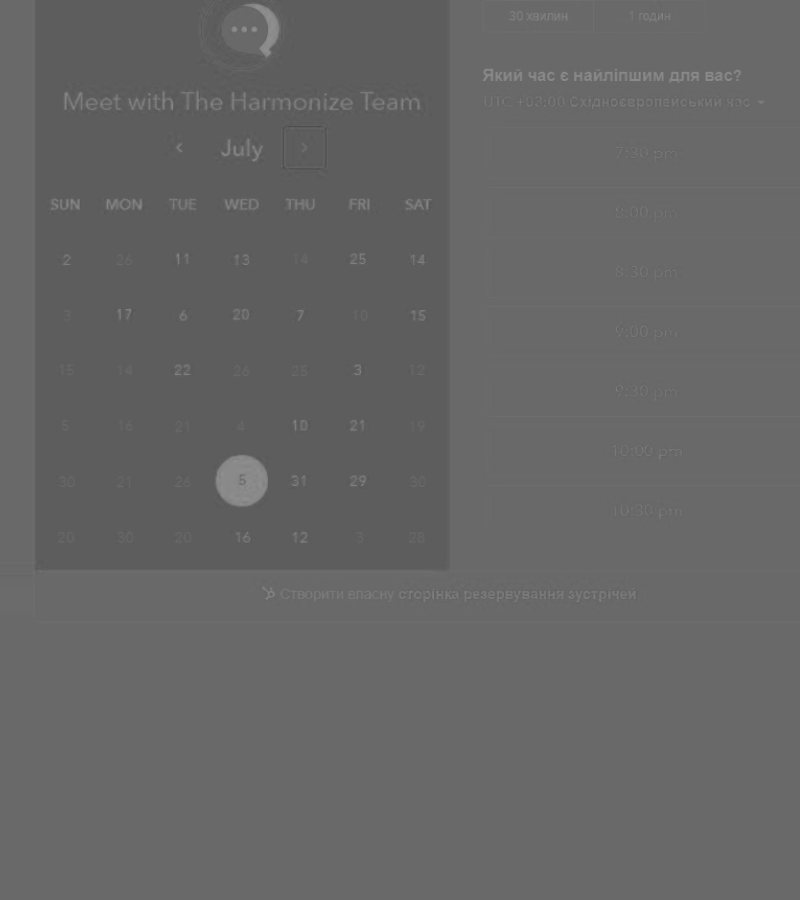 30 хвилин 1 годин
Meet with The Harmonize Team
July
SUN MON TUE WED THU FRI SAT
2 26 11 13 14 25 14
3 17 6 20 7 10 15
15 14 22 26 25 3 12
5 16 21 4 10 21 19
30 21 26 5 31 29 30
20 30 20 16 12 3 28
Який час є найліпшим для вас?
UTC +03:00 Східноєвропейський час
7:30 pm
8:00 pm
8:30 pm
9:00 pm
9:30 pm
10:00 pm
10:30 pm
Створити власну сторінка резервування зустрічей